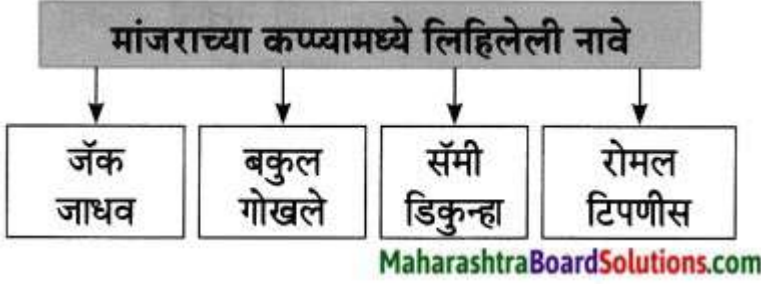 मांजराच्या कप्प्यामध्ये लिहिलेली नावे
जॅक
जाधव
बकुल
गोखले
सॅमी
डिकुन्हा
रोमल
टिपणीस
MaharashtraBoardSolutions.com